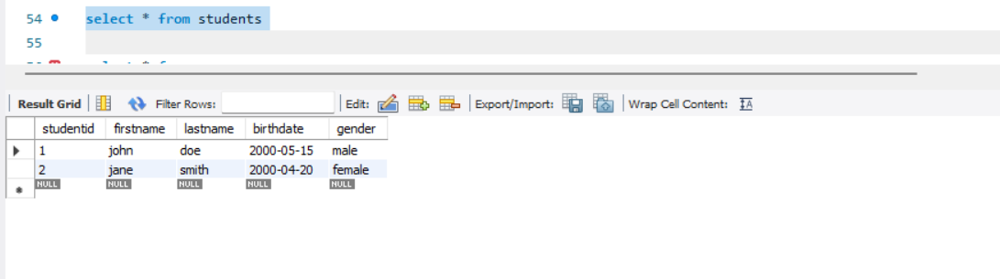 54 select * from students
55
Result Grid Filter Rows: Edit: Export/Import: Wrap Cell Content:
studentid firstname lastname birthdate gender
1 john doe 2000-05-15 male
2 jane smith 2000-04-20 female
NULL NULL NULL NULL NULL